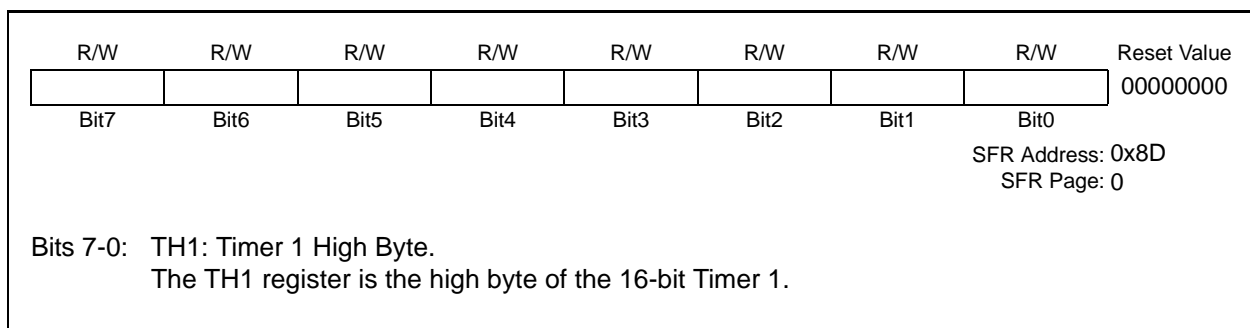 R/W R/W R/W R/W R/W R/W R/W R/W Reset Value
00000000
Bit7 Bit6 Bit5 Bit4 Bit3 Bit2 Bit1 Bit0
SFR Address: 0x8D
SFR Page: 0
Bits 7-0: TH1: Timer 1 High Byte.
The TH1 register is the high byte of the 16-bit Timer 1.